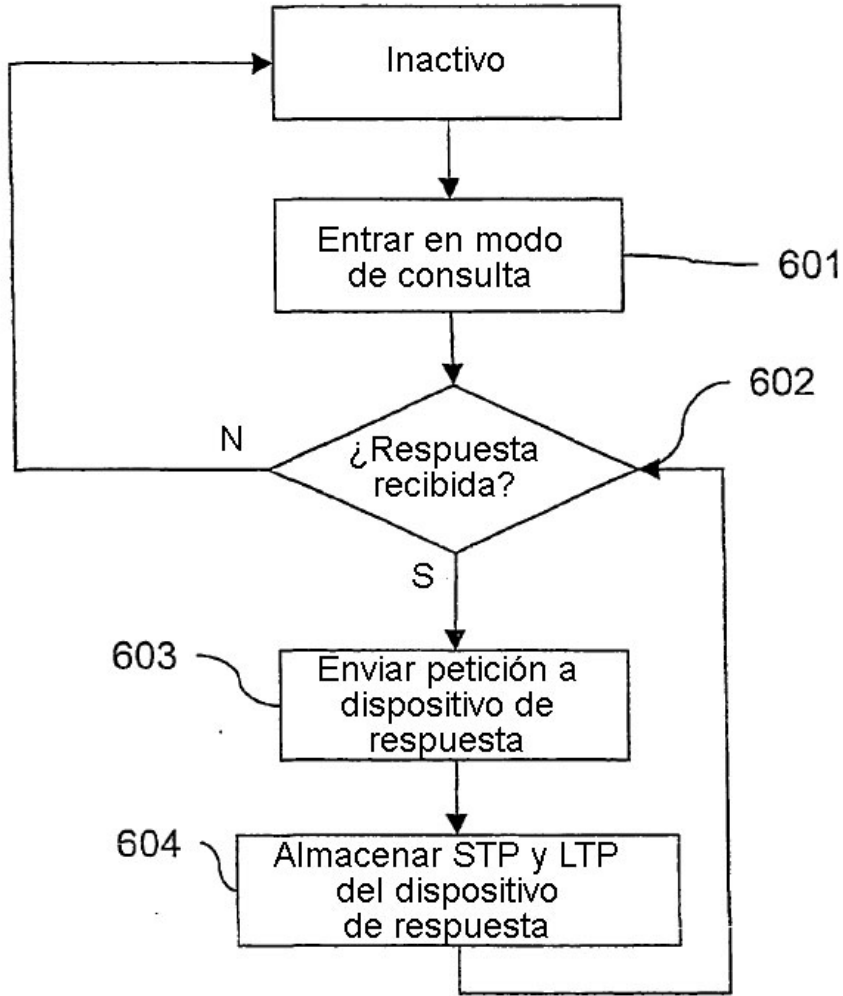 Inactivo
Entrar en modo
de consulta
601
602
N
¿Respuesta
recibida?
S
603
Enviar petición a
dispositivo de
respuesta
604
Almacenar STP y LTP
del dispositivo
de respuesta